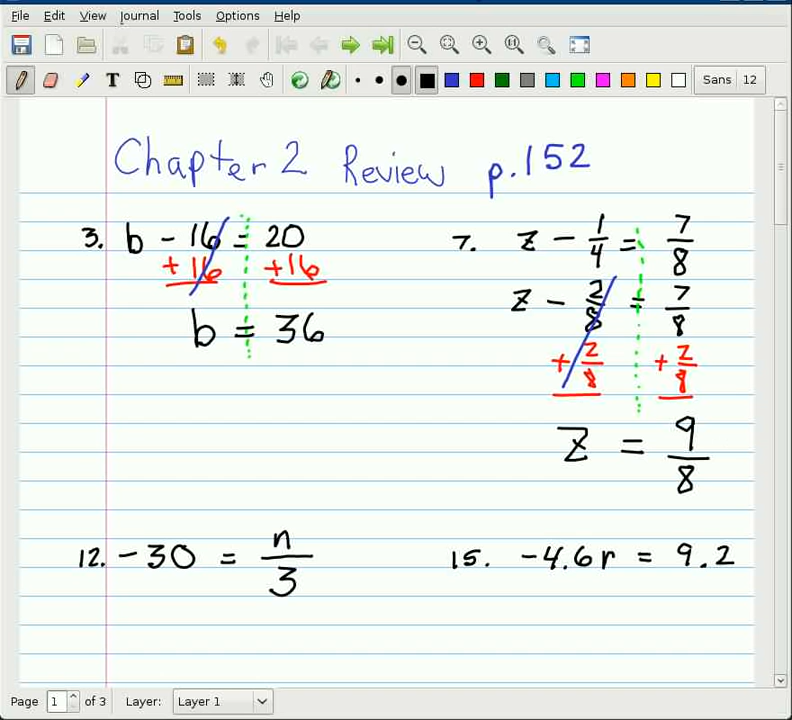 File Edit View Journal Tools Options Help
T Sans 12
Chapter 2 Review p.152
3. b - 16 = 20
+ 16 +16
b = 36
7. z - 1/4 = 7/8
z - 2/8 = 7/8
+ 2/8 + 2/8
z = 9/8
12. -30 = n/3
15. -4.6r = 9.2
Page 1 of 3 Layer: Layer 1